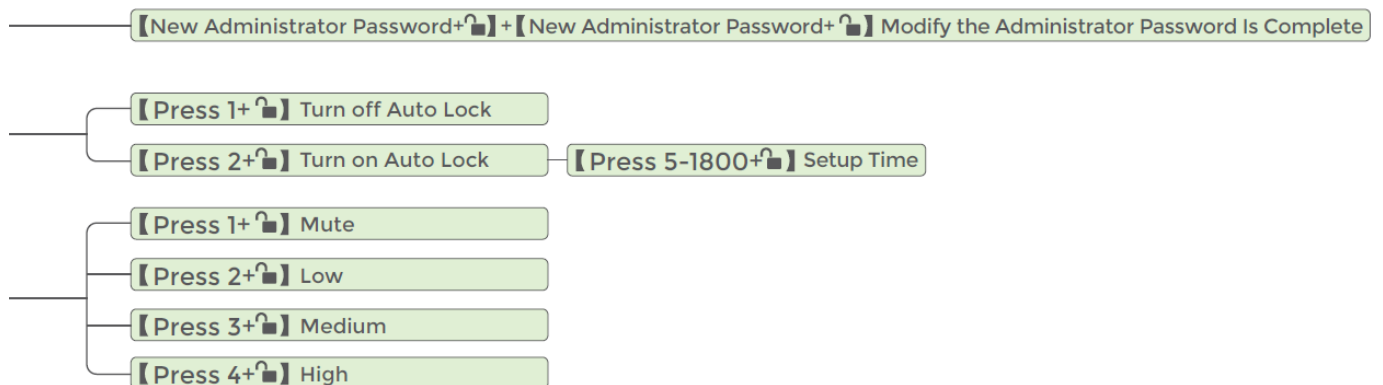 【New Administrator Password+🔓】+【New Administrator Password+🔓】 Modify the Administrator Password Is Complete
【Press 1+🔓】 Turn off Auto Lock
【Press 2+🔓】 Turn on Auto Lock
【Press 5-1800+🔓】 Setup Time
【Press 1+🔓】 Mute
【Press 2+🔓】 Low
【Press 3+🔓】 Medium
【Press 4+🔓】 High